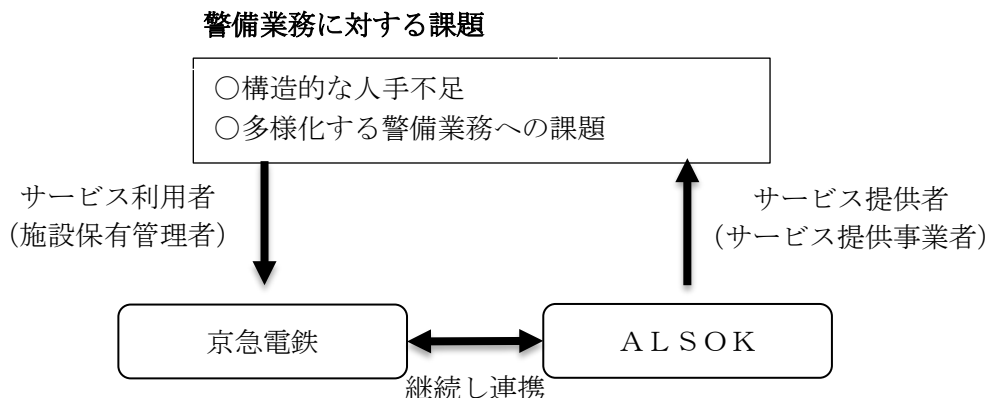 警備業務に対する課題
○構造的な人手不足
○多様化する警備業務への課題
サービス利用者
（施設保有管理者）
サービス提供者
（サービス提供事業者）
京急電鉄
ＡＬＳＯＫ
継続し連携